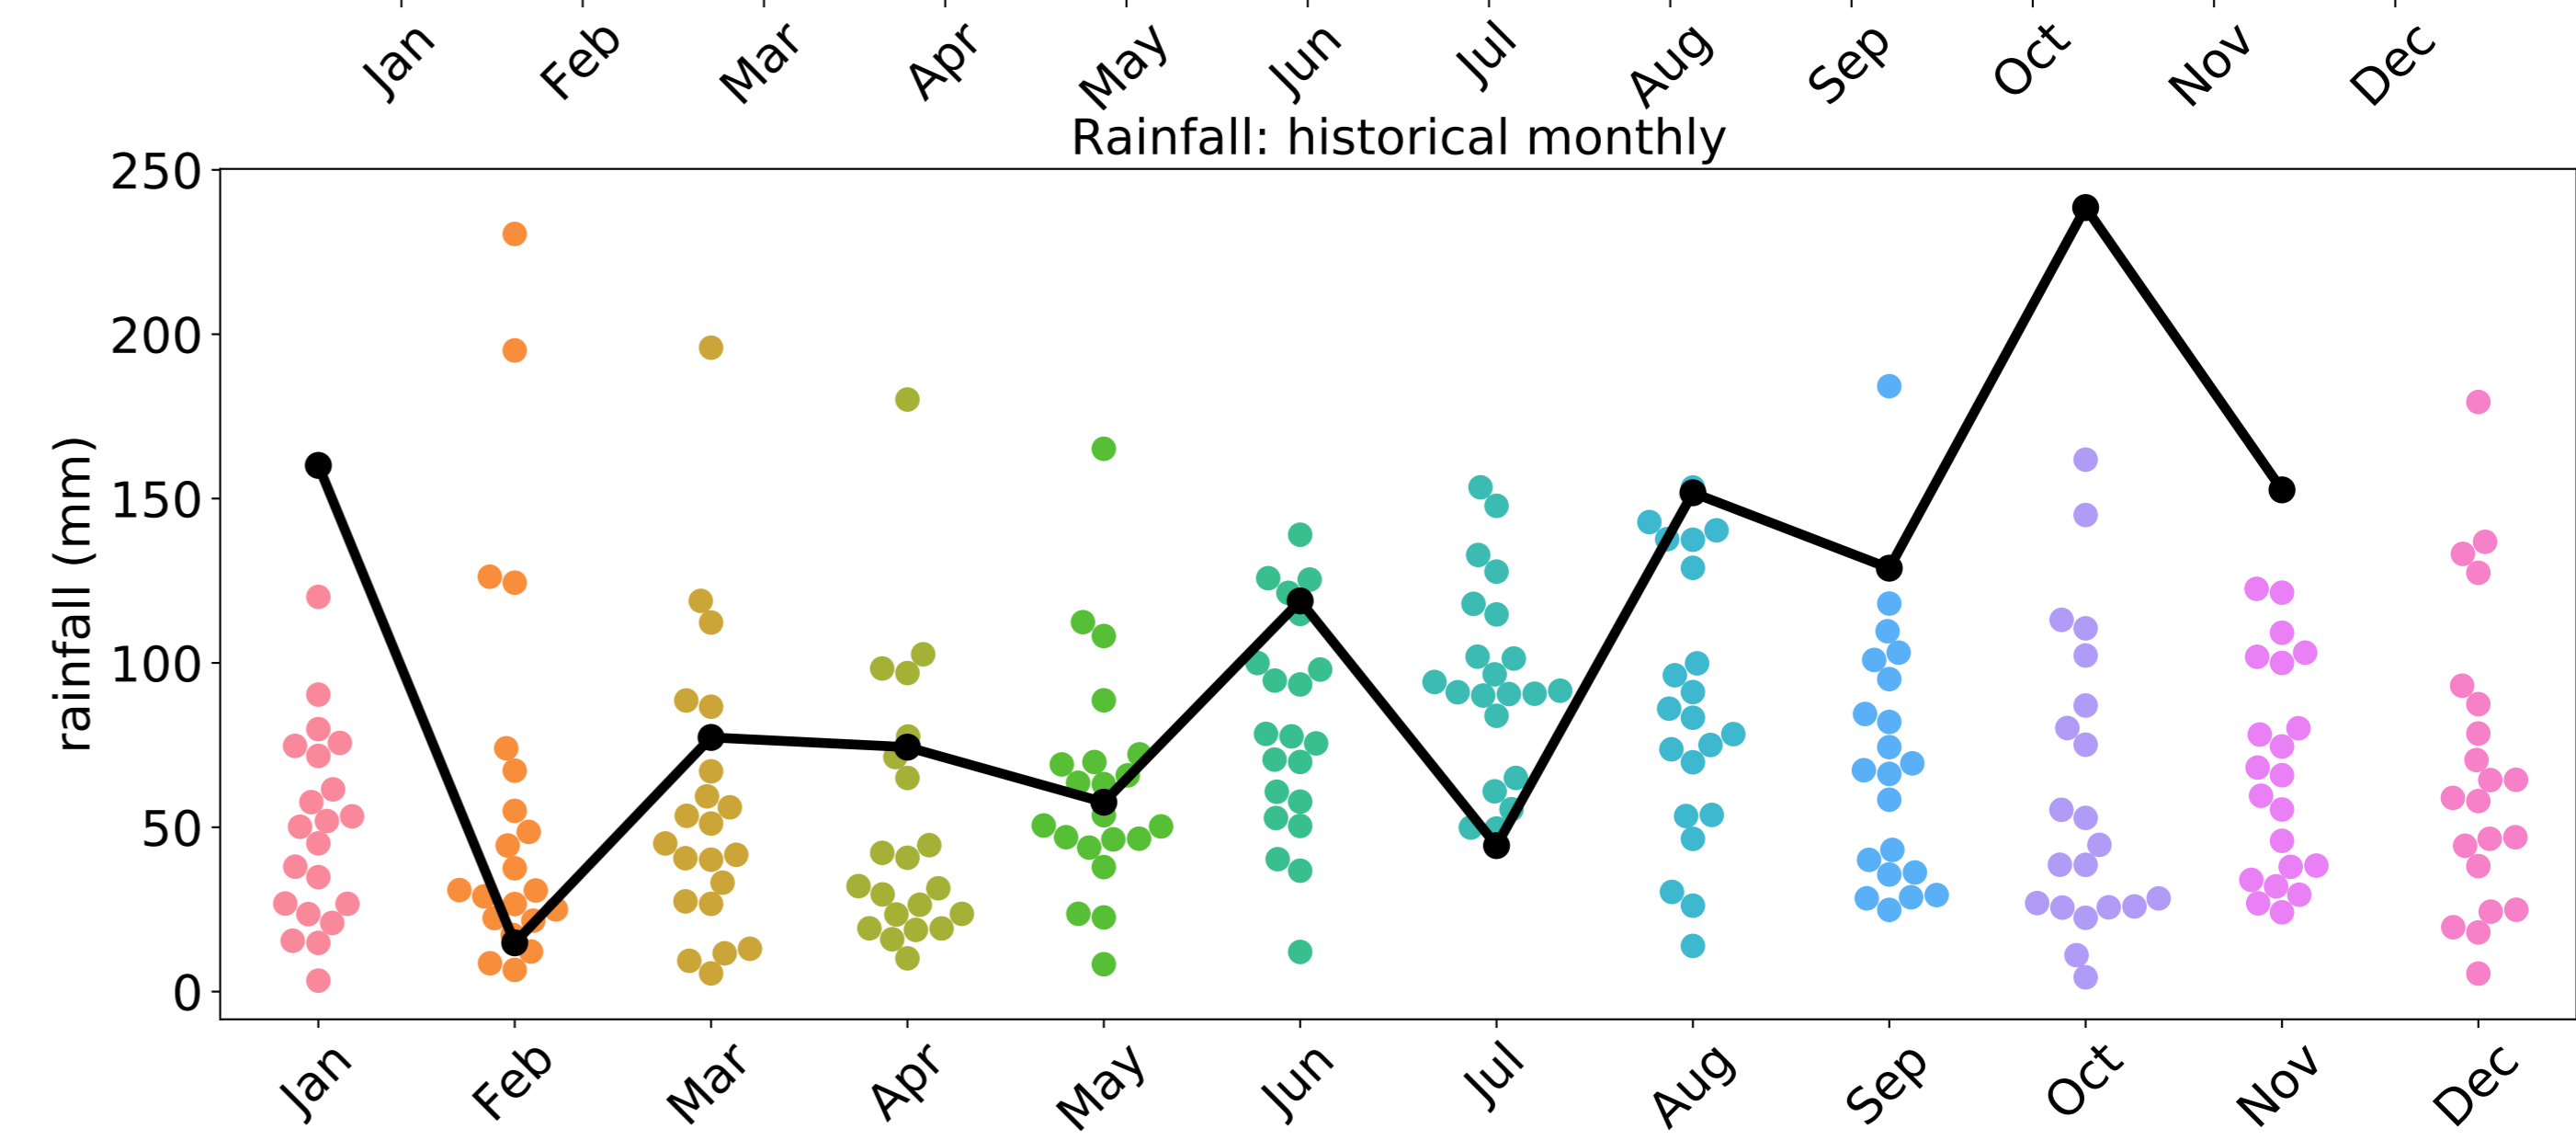 Jan Feb Mar Apr May Jun Jul Aug Sep Oct Nov Dec
Rainfall: historical monthly
250
200
150
100
50
0
rainfall (mm)
Jan Feb Mar Apr May Jun Jul Aug Sep Oct Nov Dec